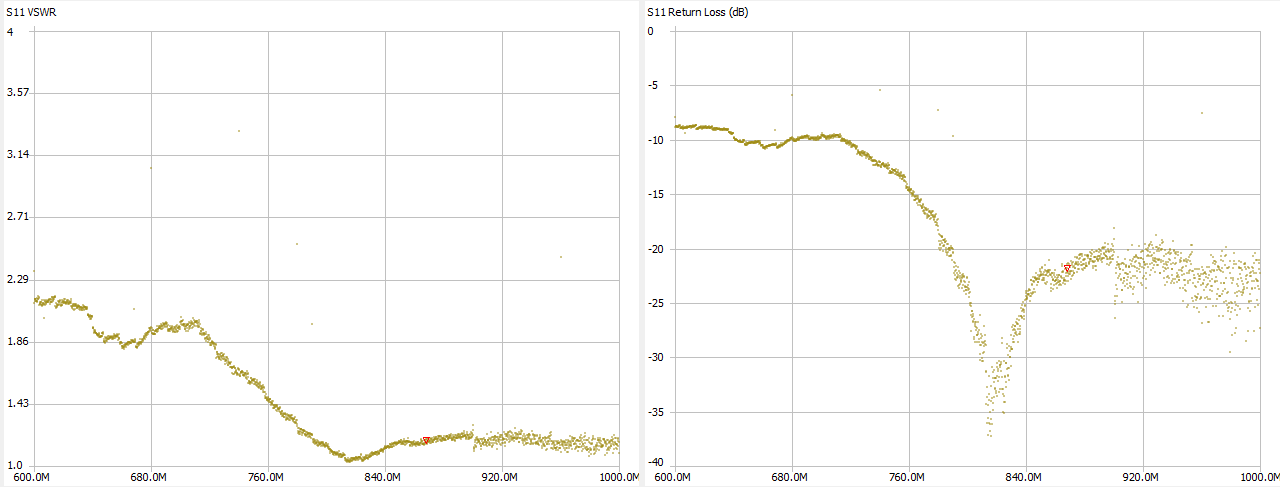 S11 VSWR
4
3.57
3.14
2.71
2.29
1.86
1.43
1.0
600.0M
680.0M
760.0M
840.0M
920.0M
1000.0M
S11 Return Loss (dB)
0
-5
-10
-15
-20
-25
-30
-35
-40
600.0M
680.0M
760.0M
840.0M
920.0M
1000.0M